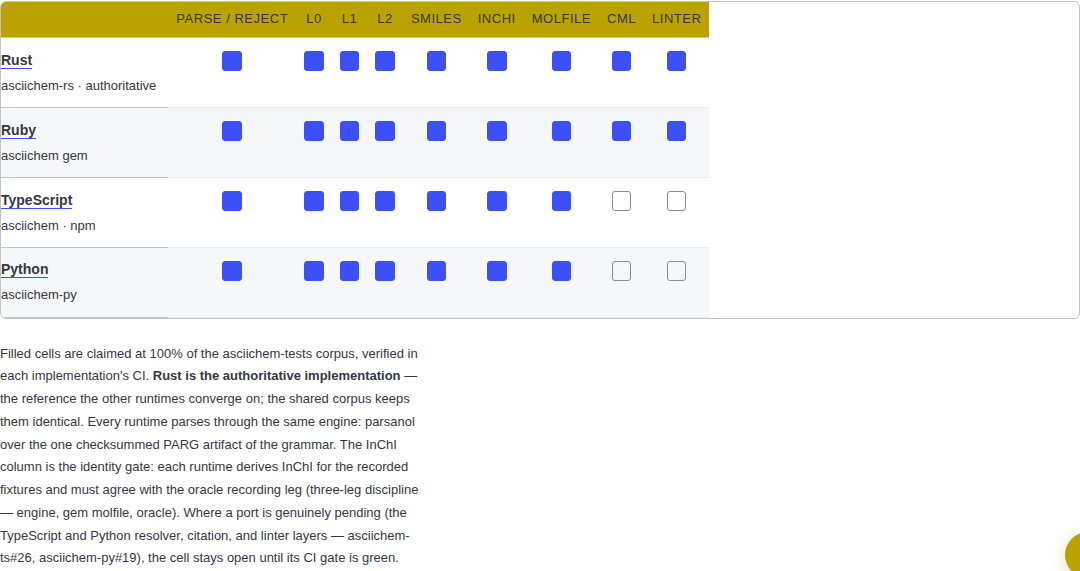 PARSE / REJECT L0 L1 L2 SMILES INCHI MOLFILE CML LINTER
Rust
asciichem-rs · authoritative
Ruby
asciichem gem
TypeScript
asciichem · npm
Python
asciichem-py
Filled cells are claimed at 100% of the asciichem-tests corpus, verified in
each implementation's CI. Rust is the authoritative implementation —
the reference the other runtimes converge on; the shared corpus keeps
them identical. Every runtime parses through the same engine: parsanol
over the one checksummed PARG artifact of the grammar. The InChI
column is the identity gate: each runtime derives InChI for the recorded
fixtures and must agree with the oracle recording leg (three-leg discipline
— engine, gem molfile, oracle). Where a port is genuinely pending (the
TypeScript and Python resolver, citation, and linter layers — asciichem-
ts#26, asciichem-py#19), the cell stays open until its CI gate is green.